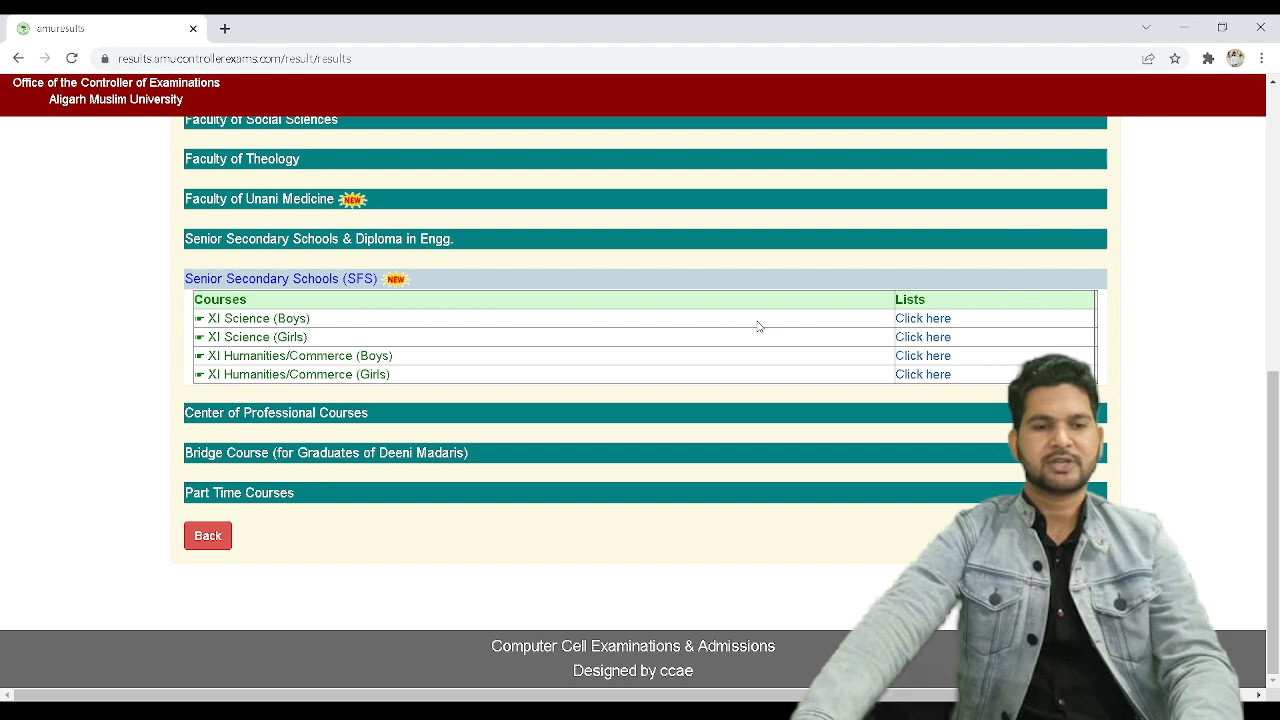 amuresults
results.amucontrollerexams.com/result/results
Office of the Controller of Examinations
Aligarh Muslim University
Faculty of Social Sciences
Faculty of Theology
Faculty of Unani Medicine NEW
Senior Secondary Schools & Diploma in Engg.
Senior Secondary Schools (SFS) NEW
Courses Lists
XI Science (Boys) Click here
XI Science (Girls) Click here
XI Humanities/Commerce (Boys) Click here
XI Humanities/Commerce (Girls) Click here
Center of Professional Courses
Bridge Course (for Graduates of Deeni Madaris)
Part Time Courses
Back
Computer Cell Examinations & Admissions
Designed by ccae